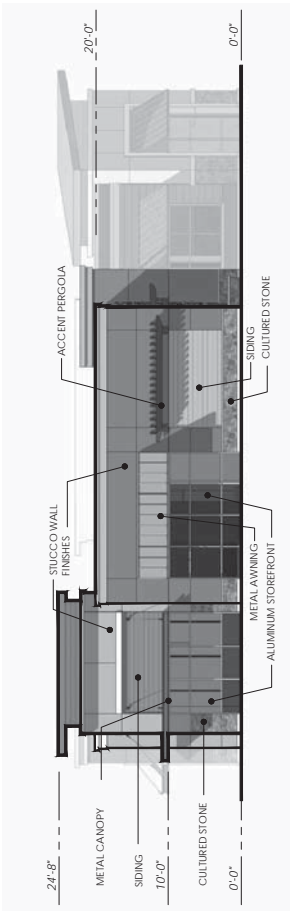 24'-8"
10'-0"
0'-0"
METAL CANOPY
SIDING
CULTURED STONE
STUCCO WALL
FINISHES
ACCENT PERGOLA
METAL AWNING
ALUMINUM STOREFRONT
SIDING
CULTURED STONE
20'-0"
0'-0"